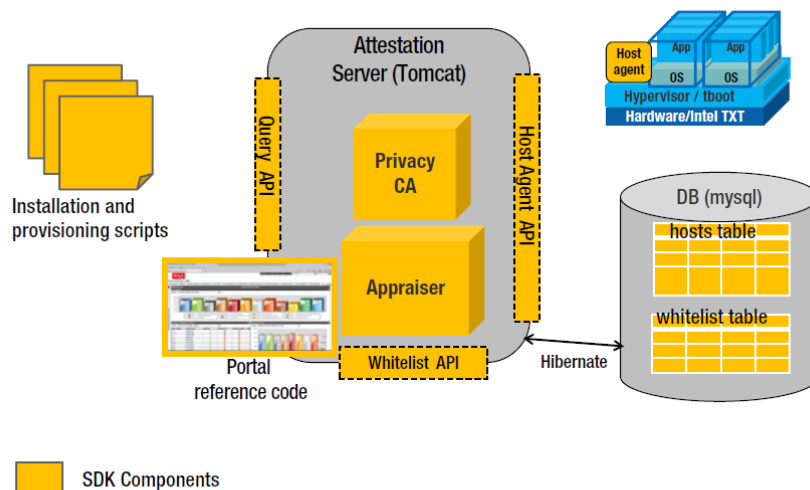 Attestation
Server (Tomcat)
Query API
Privacy
CA
Host Agent API
Appraiser
Whitelist API
Installation and
provisioning scripts
Portal
reference code
Host
agent
App
App
OS
OS
Hypervisor / tboot
Hardware/Intel TXT
DB (mysql)
hosts table
whitelist table
Hibernate
SDK Components